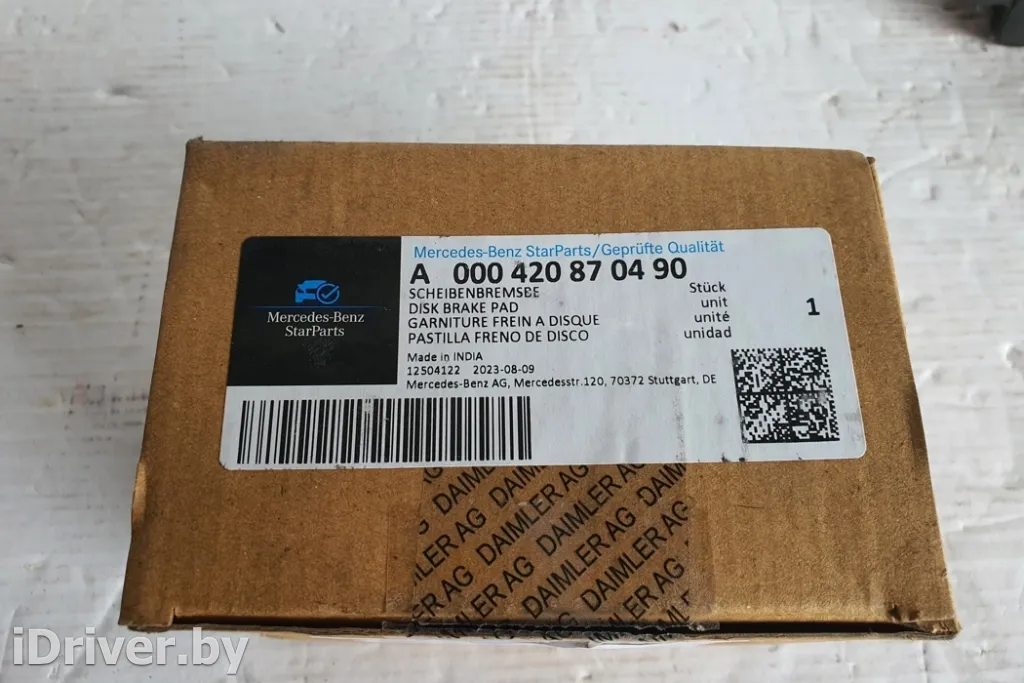 Mercedes-Benz StarParts/Geprüfte Qualität
A 000 420 87 04 90
SCHEIBENBREMSBE
DISK BRAKE PAD
GARNITURE FREIN A DISQUE
PASTILLA FRENO DE DISCO
Stück
unit
unité
unidad
1
Mercedes-Benz
StarParts
Made in INDIA
12504122 2023-08-09
Mercedes-Benz AG, Mercedesstr.120, 70372 Stuttgart, DE
DAIMLER AG DAIMLER AG DAIMLER AG
DAIMLER AG DAIMLER AG
iDriver.by